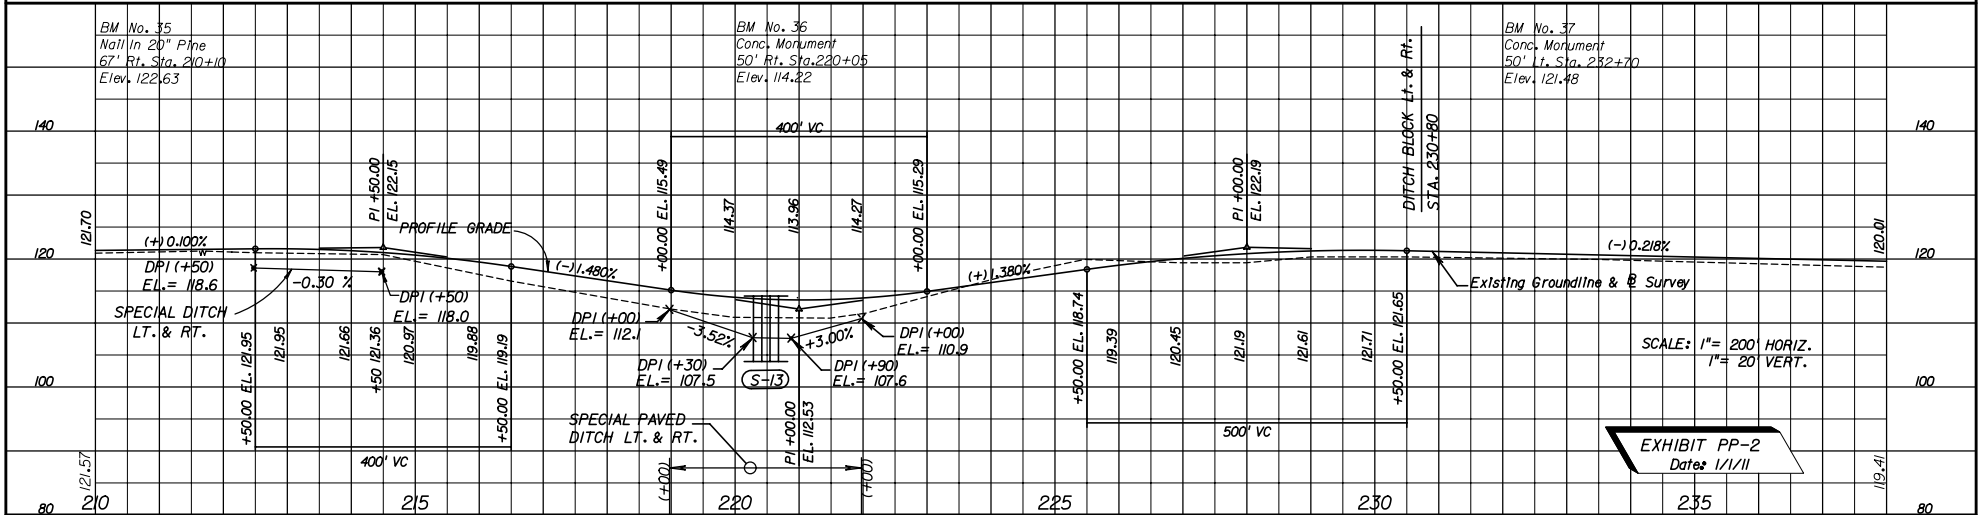 BM No. 35
Nail In 20" Pine
67' Rt. Sta. 210+10
Elev. 122.63
BM No. 36
Conc. Monument
50' Rt. Sta.220+05
Elev. 114.22
BM No. 37
Conc. Monument
50' Lt. Sta. 232+70
Elev. 121.48
DITCH BLOCK Lt. & Rt.
STA. 230+80
140
400' VC
140
121.70
PI +50.00
EL. 122.15
+00.00 EL. 115.49
114.37
113.96
114.27
+00.00 EL. 115.29
PI +00.00
EL. 122.19
120.01
PROFILE GRADE
(+) 0.100%
(-) 1.480%
(+) 1.380%
(-) 0.218%
120
120
DPI (+50)
EL.= 118.6
-0.30 %
DPI (+50)
EL.= 118.0
SPECIAL DITCH
LT. & RT.
DPI (+00)
EL.= 112.1
-3.52%
+3.00%
DPI (+00)
EL.= 110.9
Existing Groundline & B Survey
DPI (+30)
EL.= 107.5
S-13
DPI (+90)
EL.= 107.6
SCALE: 1"= 200' HORIZ.
1"= 20' VERT.
100
100
+50.00 EL. 121.95
121.95
121.66
+50 121.36
120.97
119.88
+50.00 EL. 119.19
+50.00 EL. 118.74
119.39
120.45
121.19
121.61
121.71
+50.00 EL. 121.65
SPECIAL PAVED
DITCH LT. & RT.
PI +00.00
EL. 112.53
400' VC
500' VC
(+00)
(+00)
EXHIBIT PP-2
Date: 1/1/11
121.57
119.41
80
210
215
220
225
230
235
80